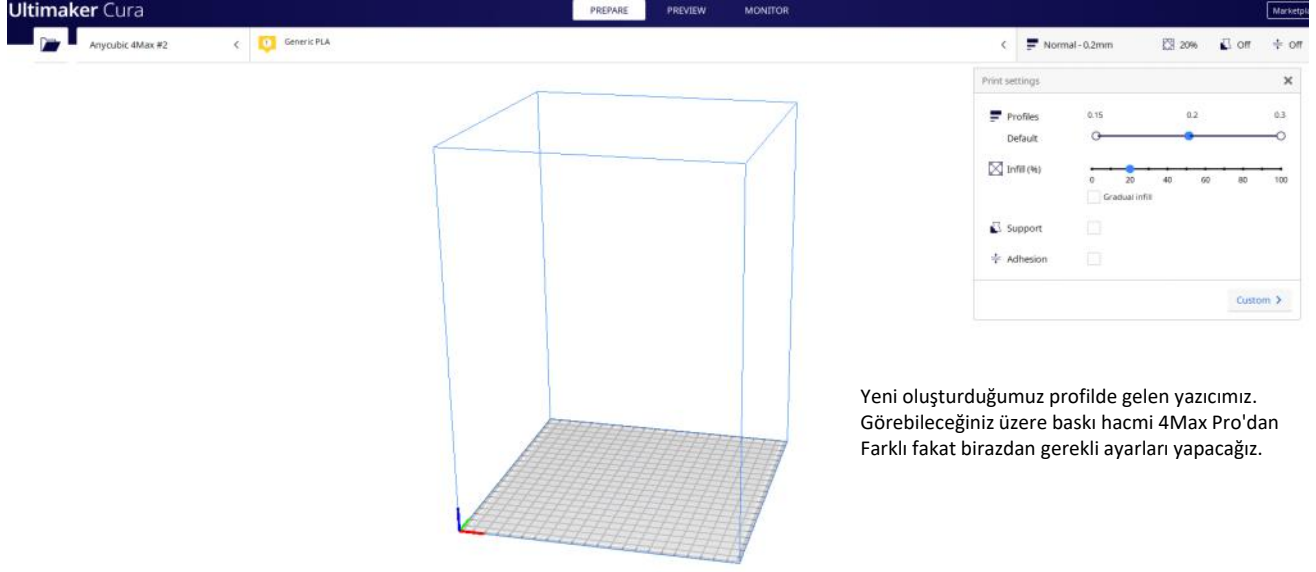 Ultimaker Cura
PREPARE PREVIEW MONITOR
Anycubic 4Max #2
Generic PLA
Normal - 0.2mm 20% Off Off
Print settings
Profiles 0.15 0.2 0.3
Default
Infill (%)
0 20 40 60 80 100
Gradual infill
Support
Adhesion
Custom
Yeni oluşturduğumuz profilde gelen yazıcımız.
Görebileceğiniz üzere baskı hacmi 4Max Pro'dan
Farklı fakat birazdan gerekli ayarları yapacağız.